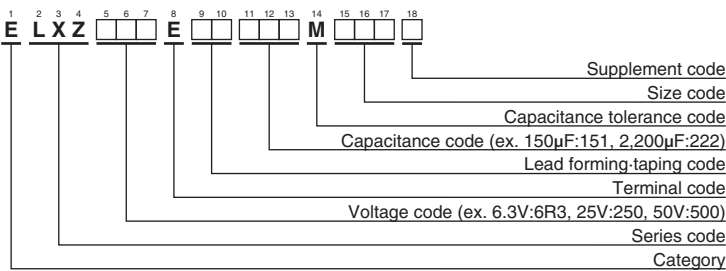 1 2 3 4 5 6 7 8 9 10 11 12 13 14 15 16 17 18
E L X Z E M
Supplement code
Size code
Capacitance tolerance code
Capacitance code (ex. 150µF:151, 2,200µF:222)
Lead forming·taping code
Terminal code
Voltage code (ex. 6.3V:6R3, 25V:250, 50V:500)
Series code
Category